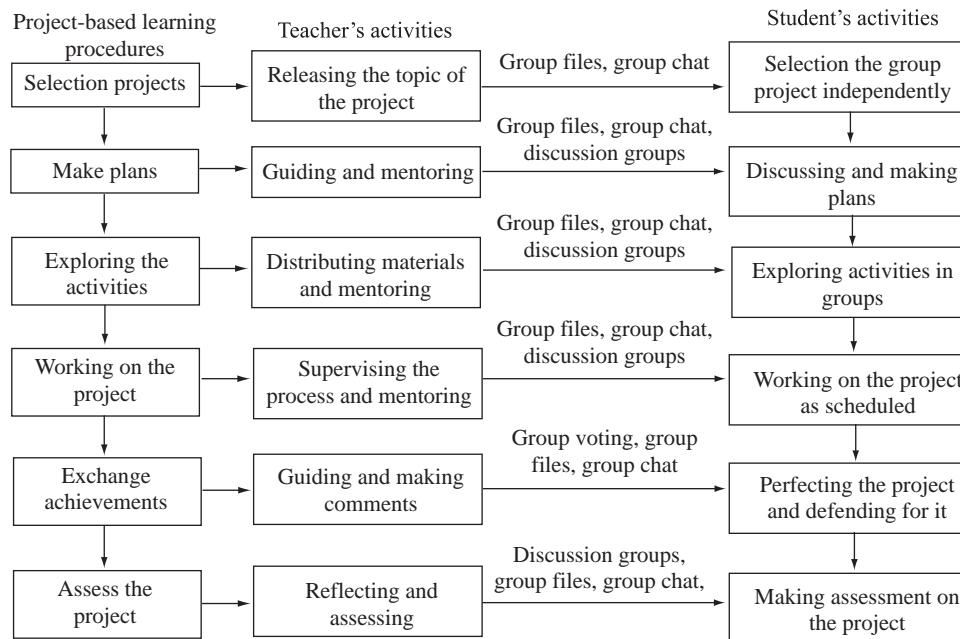 Project-based learning
procedures
Teacher's activities
Student's activities
Selection projects
Releasing the topic of
the project
Group files, group chat
Selection the group
project independently
Make plans
Guiding and mentoring
Group files, group chat,
discussion groups
Discussing and making
plans
Exploring the
activities
Distributing materials
and mentoring
Group files, group chat,
discussion groups
Exploring activities in
groups
Working on the
project
Supervising the
process and mentoring
Group files, group chat,
discussion groups
Working on the project
as scheduled
Exchange
achievements
Guiding and making
comments
Group voting, group
files, group chat
Perfecting the project
and defending for it
Assess the
project
Reflecting and
assessing
Discussion groups,
group files, group chat,
Making assessment on
the project